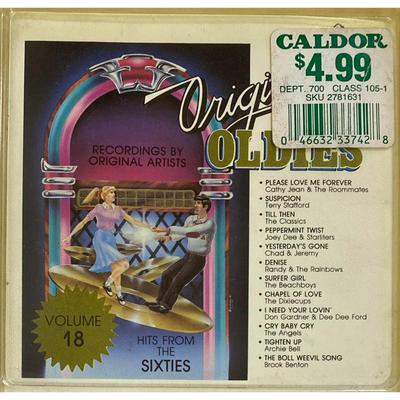 CALDOR
$4.99
DEPT. 700 CLASS 105-1
SKU 2781631
0 46632 33742 8
OLDIES
RECORDINGS BY
ORIGINAL ARTISTS
PLEASE LOVE ME FOREVER
Cathy Jean & The Roommates
SUSPICION
Terry Stafford
TILL THEN
The Classics
PEPPERMINT TWIST
Joey Dee & Starliters
YESTERDAY'S GONE
Chad & Jeremy
DENISE
Randy & The Rainbows
SURFER GIRL
The Beachboys
CHAPEL OF LOVE
The Dixiecups
I NEED YOUR LOVIN'
Don Gardner & Dee Dee Ford
CRY BABY CRY
The Angels
TIGHTEN UP
Archie Bell
THE BOLL WEEVIL SONG
Brook Benton
VOLUME
18
HITS FROM
THE
SIXTIES